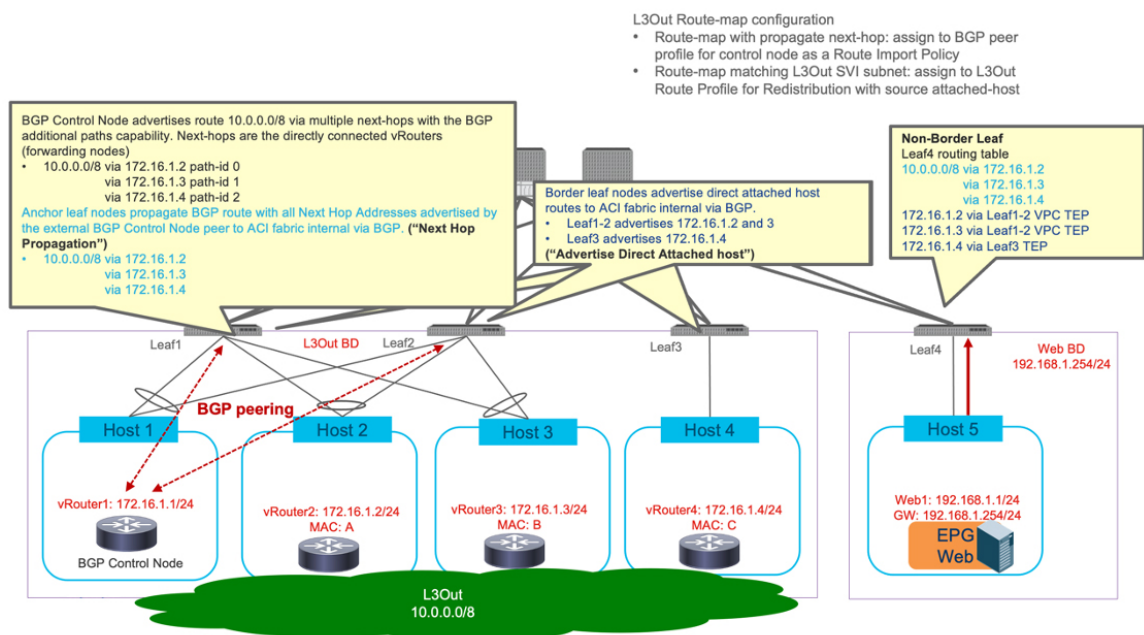 L3Out Route-map configuration
• Route-map with propagate next-hop: assign to BGP peer
profile for control node as a Route Import Policy
• Route-map matching L3Out SVI subnet: assign to L3Out
Route Profile for Redistribution with source attached-host
BGP Control Node advertises route 10.0.0.0/8 via multiple next-hops with the BGP
additional paths capability. Next-hops are the directly connected vRouters
(forwarding nodes)
• 10.0.0.0/8 via 172.16.1.2 path-id 0
via 172.16.1.3 path-id 1
via 172.16.1.4 path-id 2
Anchor leaf nodes propagate BGP route with all Next Hop Addresses advertised by
the external BGP Control Node peer to ACI fabric internal via BGP. (“Next Hop
Propagation”)
• 10.0.0.0/8 via 172.16.1.2
via 172.16.1.3
via 172.16.1.4
Border leaf nodes advertise direct attached host
routes to ACI fabric internal via BGP.
• Leaf1-2 advertises 172.16.1.2 and 3
• Leaf3 advertises 172.16.1.4
(“Advertise Direct Attached host”)
Non-Border Leaf
Leaf4 routing table
10.0.0.0/8 via 172.16.1.2
via 172.16.1.3
via 172.16.1.4
172.16.1.2 via Leaf1-2 VPC TEP
172.16.1.3 via Leaf1-2 VPC TEP
172.16.1.4 via Leaf3 TEP
Leaf1
L3Out BD
Leaf2
Leaf3
Leaf4
Web BD
192.168.1.254/24
BGP peering
Host 1
Host 2
Host 3
Host 4
Host 5
vRouter1: 172.16.1.1/24
BGP Control Node
vRouter2: 172.16.1.2/24
MAC: A
vRouter3: 172.16.1.3/24
MAC: B
vRouter4: 172.16.1.4/24
MAC: C
Web1: 192.168.1.1/24
GW: 192.168.1.254/24
EPG
Web
L3Out
10.0.0.0/8